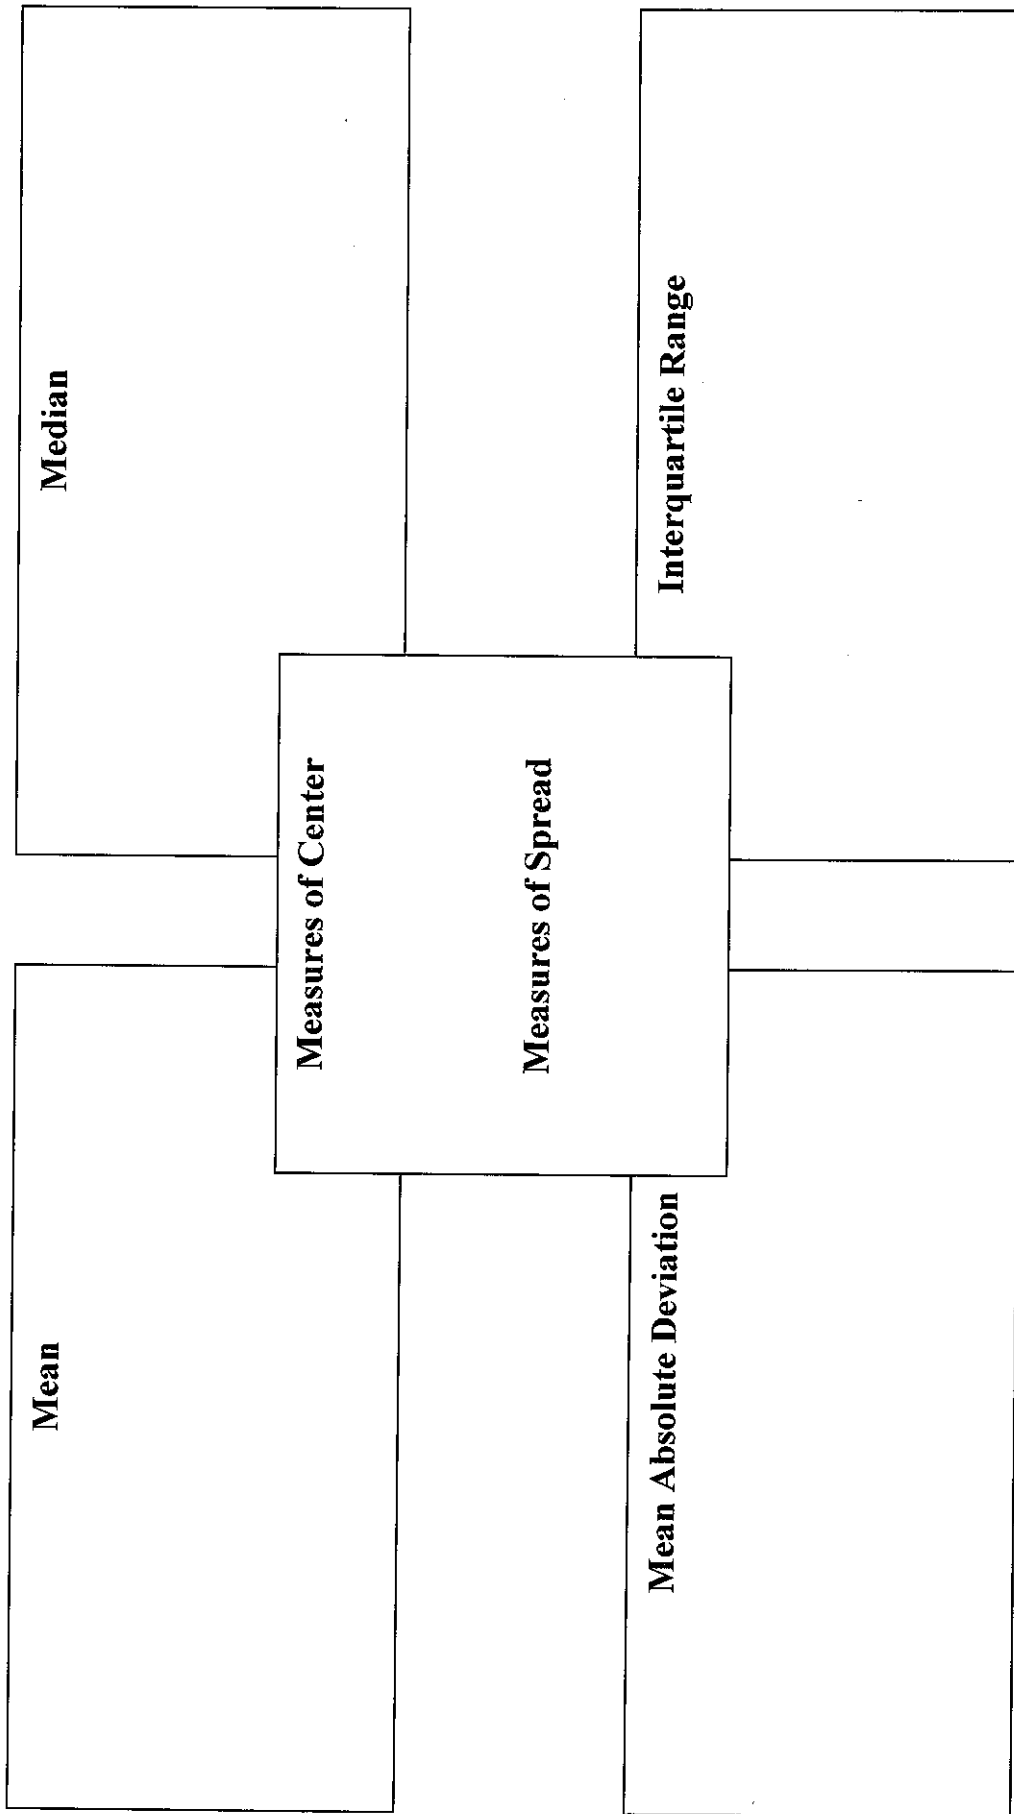 Mean
Median
Measures of Center
Measures of Spread
Mean Absolute Deviation
Interquartile Range